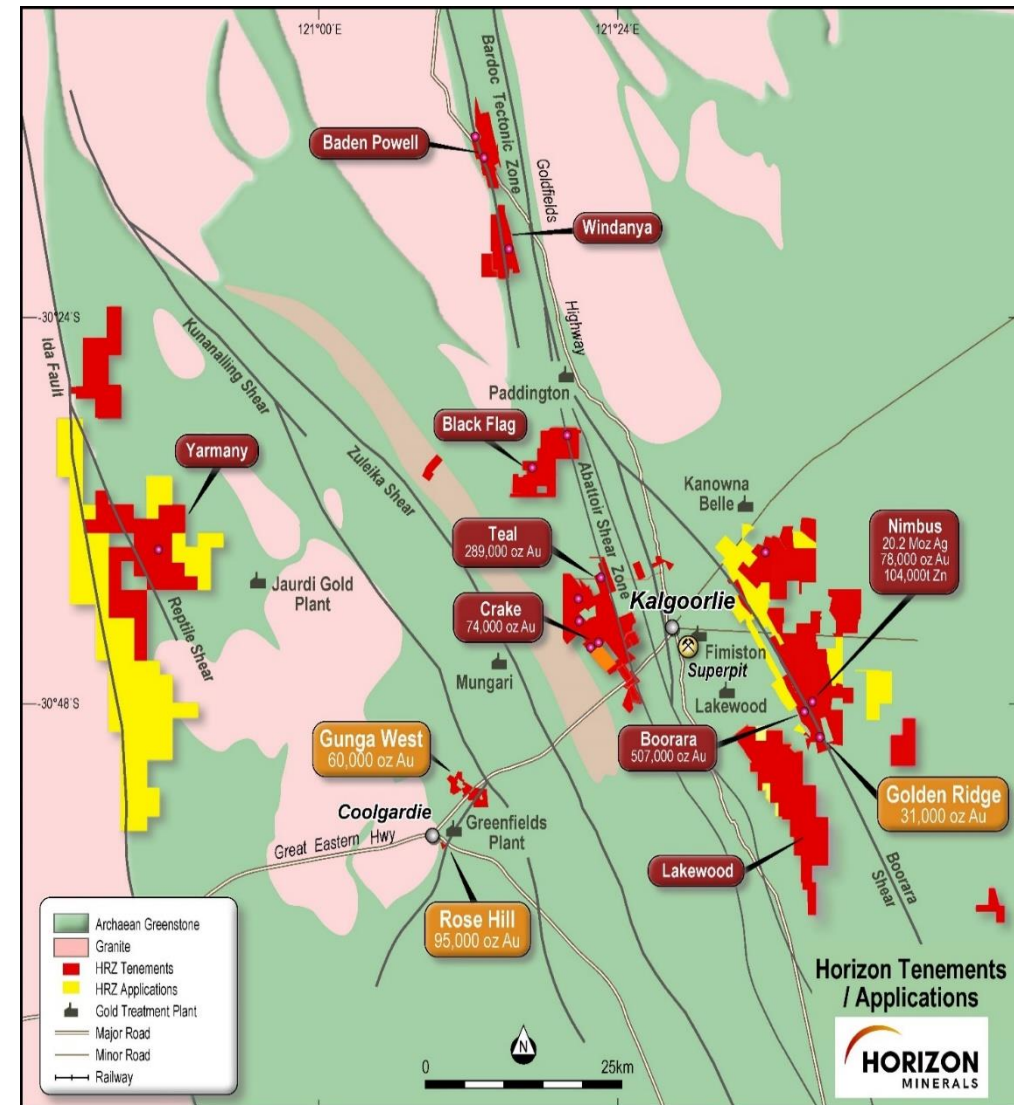 121°00´E
121°24´E
Bardoc Tectonic Zone
Baden Powell
Goldfields
Windanya
Highway
-30°24´S
Ida Fault
Kunanalling Shear
Paddington
Black Flag
Yarmany
Zuleika Shear
Abattoir Shear Zone
Kanowna
Belle
Teal
289,000 oz Au
Nimbus
20.2 Moz Ag
78,000 oz Au
104,000t Zn
Jaurdi Gold
Plant
Reptile Shear
Crake
74,000 oz Au
Kalgoorlie
Fimiston
Superpit
Mungari
Lakewood
-30°48´S
Gunga West
60,000 oz Au
Boorara
507,000 oz Au
Golden Ridge
31,000 oz Au
Coolgardie
Greenfields
Plant
Great Eastern Hwy
Lakewood
Boorara
Shear
Rose Hill
95,000 oz Au
Archaean Greenstone
Granite
HRZ Tenements
HRZ Applications
Gold Treatment Plant
Major Road
Minor Road
Railway
N
0
25km
Horizon Tenements
/ Applications
HORIZON
MINERALS